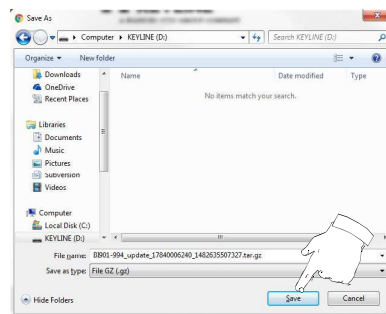 Save As
Computer ▸ KEYLINE (D:)
Search KEYLINE (D:)
Organize
New folder
Name
Date modified
Type
No items match your search.
Downloads
OneDrive
Recent Places
Libraries
Documents
Music
Pictures
Subversion
Videos
Computer
Local Disk (C:)
KEYLINE (D:)
File name: BI901-994_update_17840006240_1482635507327.tar.gz
Save as type: File GZ (.gz)
Hide Folders
Save
Cancel